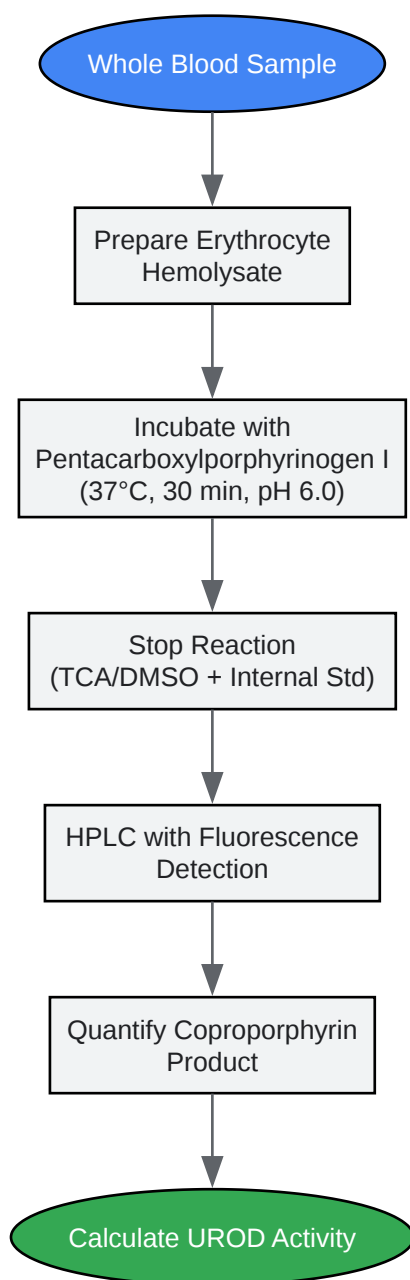 Whole Blood Sample
Prepare Erythrocyte
Hemolysate
Incubate with
Pentacarboxylporphyrinogen I
(37°C, 30 min, pH 6.0)
Stop Reaction
(TCA/DMSO + Internal Std)
HPLC with Fluorescence
Detection
Quantify Coproporphyrin
Product
Calculate UROD Activity